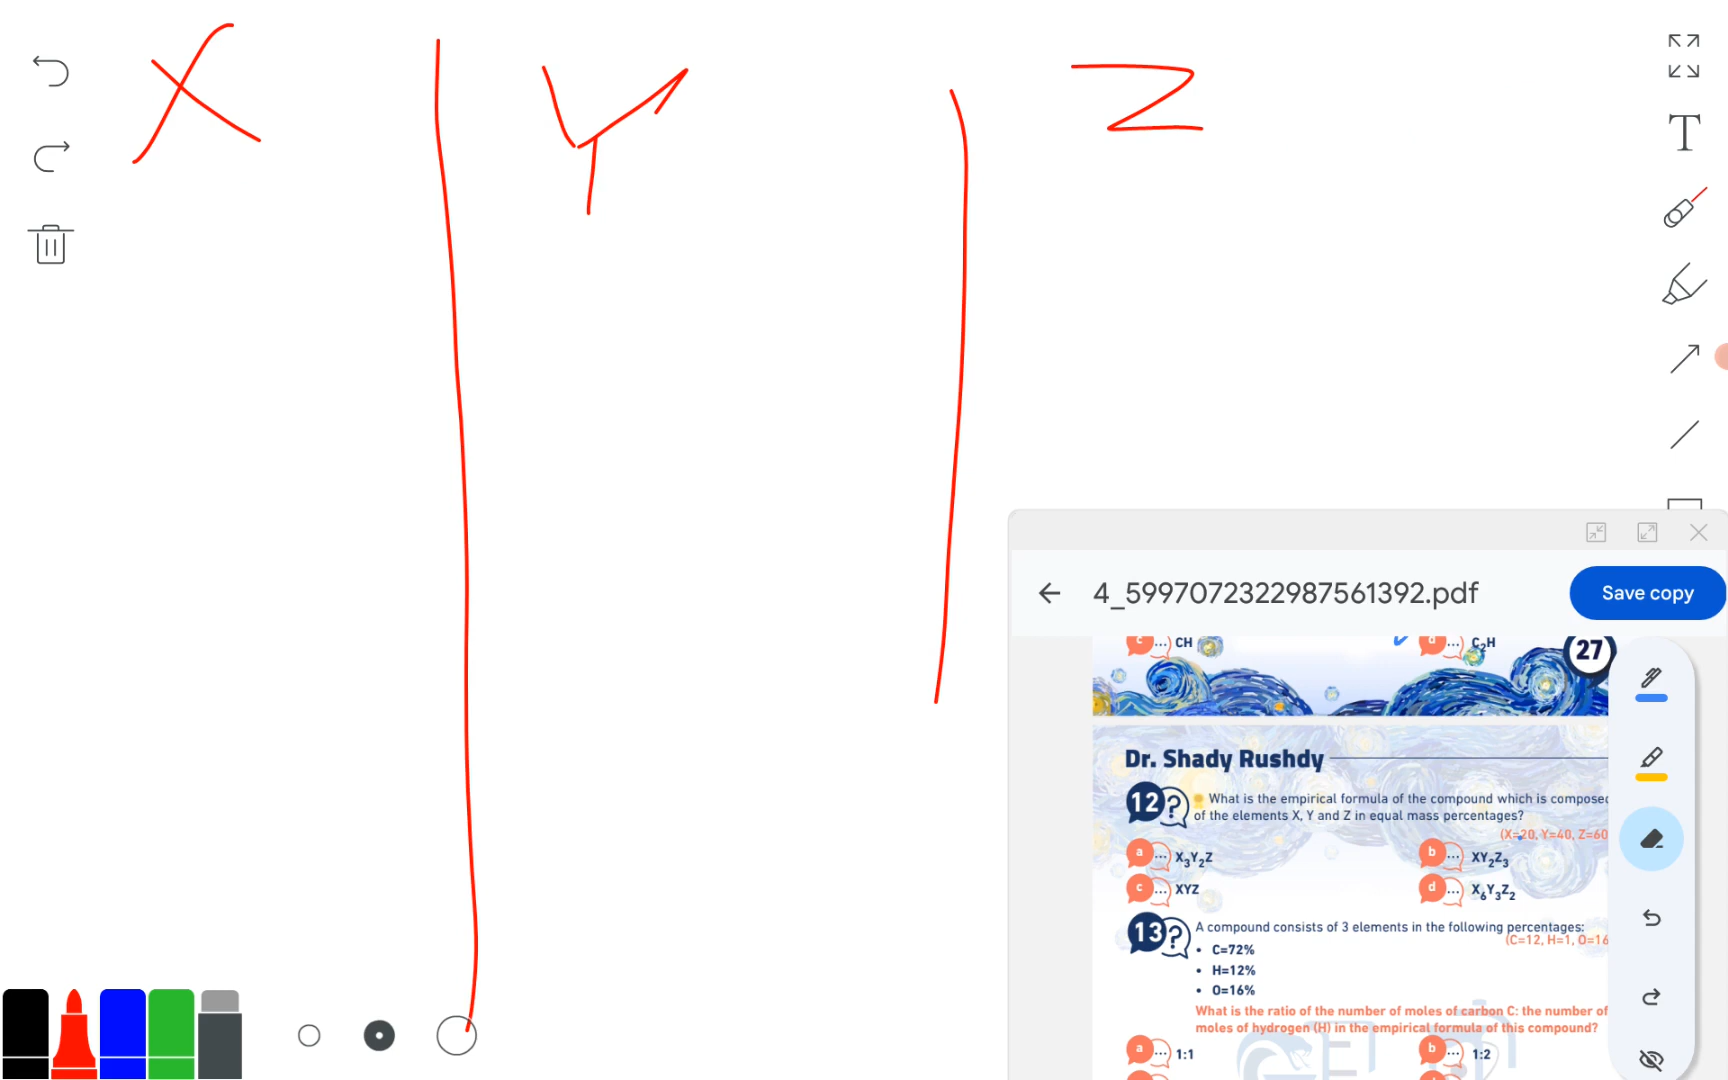 X Y Z
T
4_5997072322987561392.pdf
Save copy
c ... CH
d ... C₂H
27
Dr. Shady Rushdy
12? What is the empirical formula of the compound which is composed
of the elements X, Y and Z in equal mass percentages?
(X=20, Y=40, Z=60
a ... X₃Y₂Z
b ... XY₂Z₃
c ... XYZ
d ... X₆Y₃Z₂
13? A compound consists of 3 elements in the following percentages:
(C=12, H=1, O=16
• C=72%
• H=12%
• O=16%
What is the ratio of the number of moles of carbon C: the number of
moles of hydrogen (H) in the empirical formula of this compound?
a ... 1:1
b ... 1:2